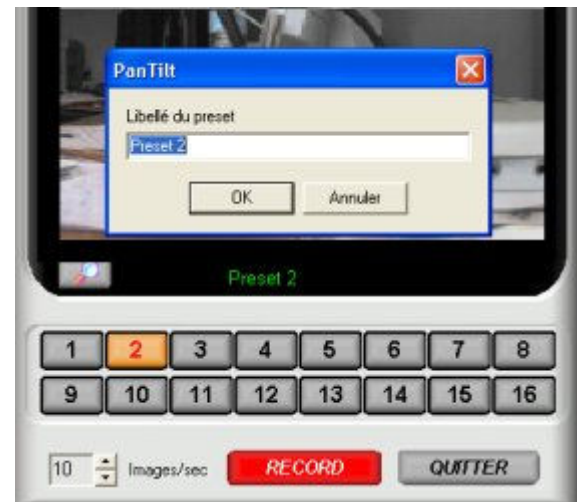 PanTilt
Libellé du preset
Preset 2
OK Annuler
Preset 2
1 2 3 4 5 6 7 8
9 10 11 12 13 14 15 16
10 Images/sec RECORD QUITTER